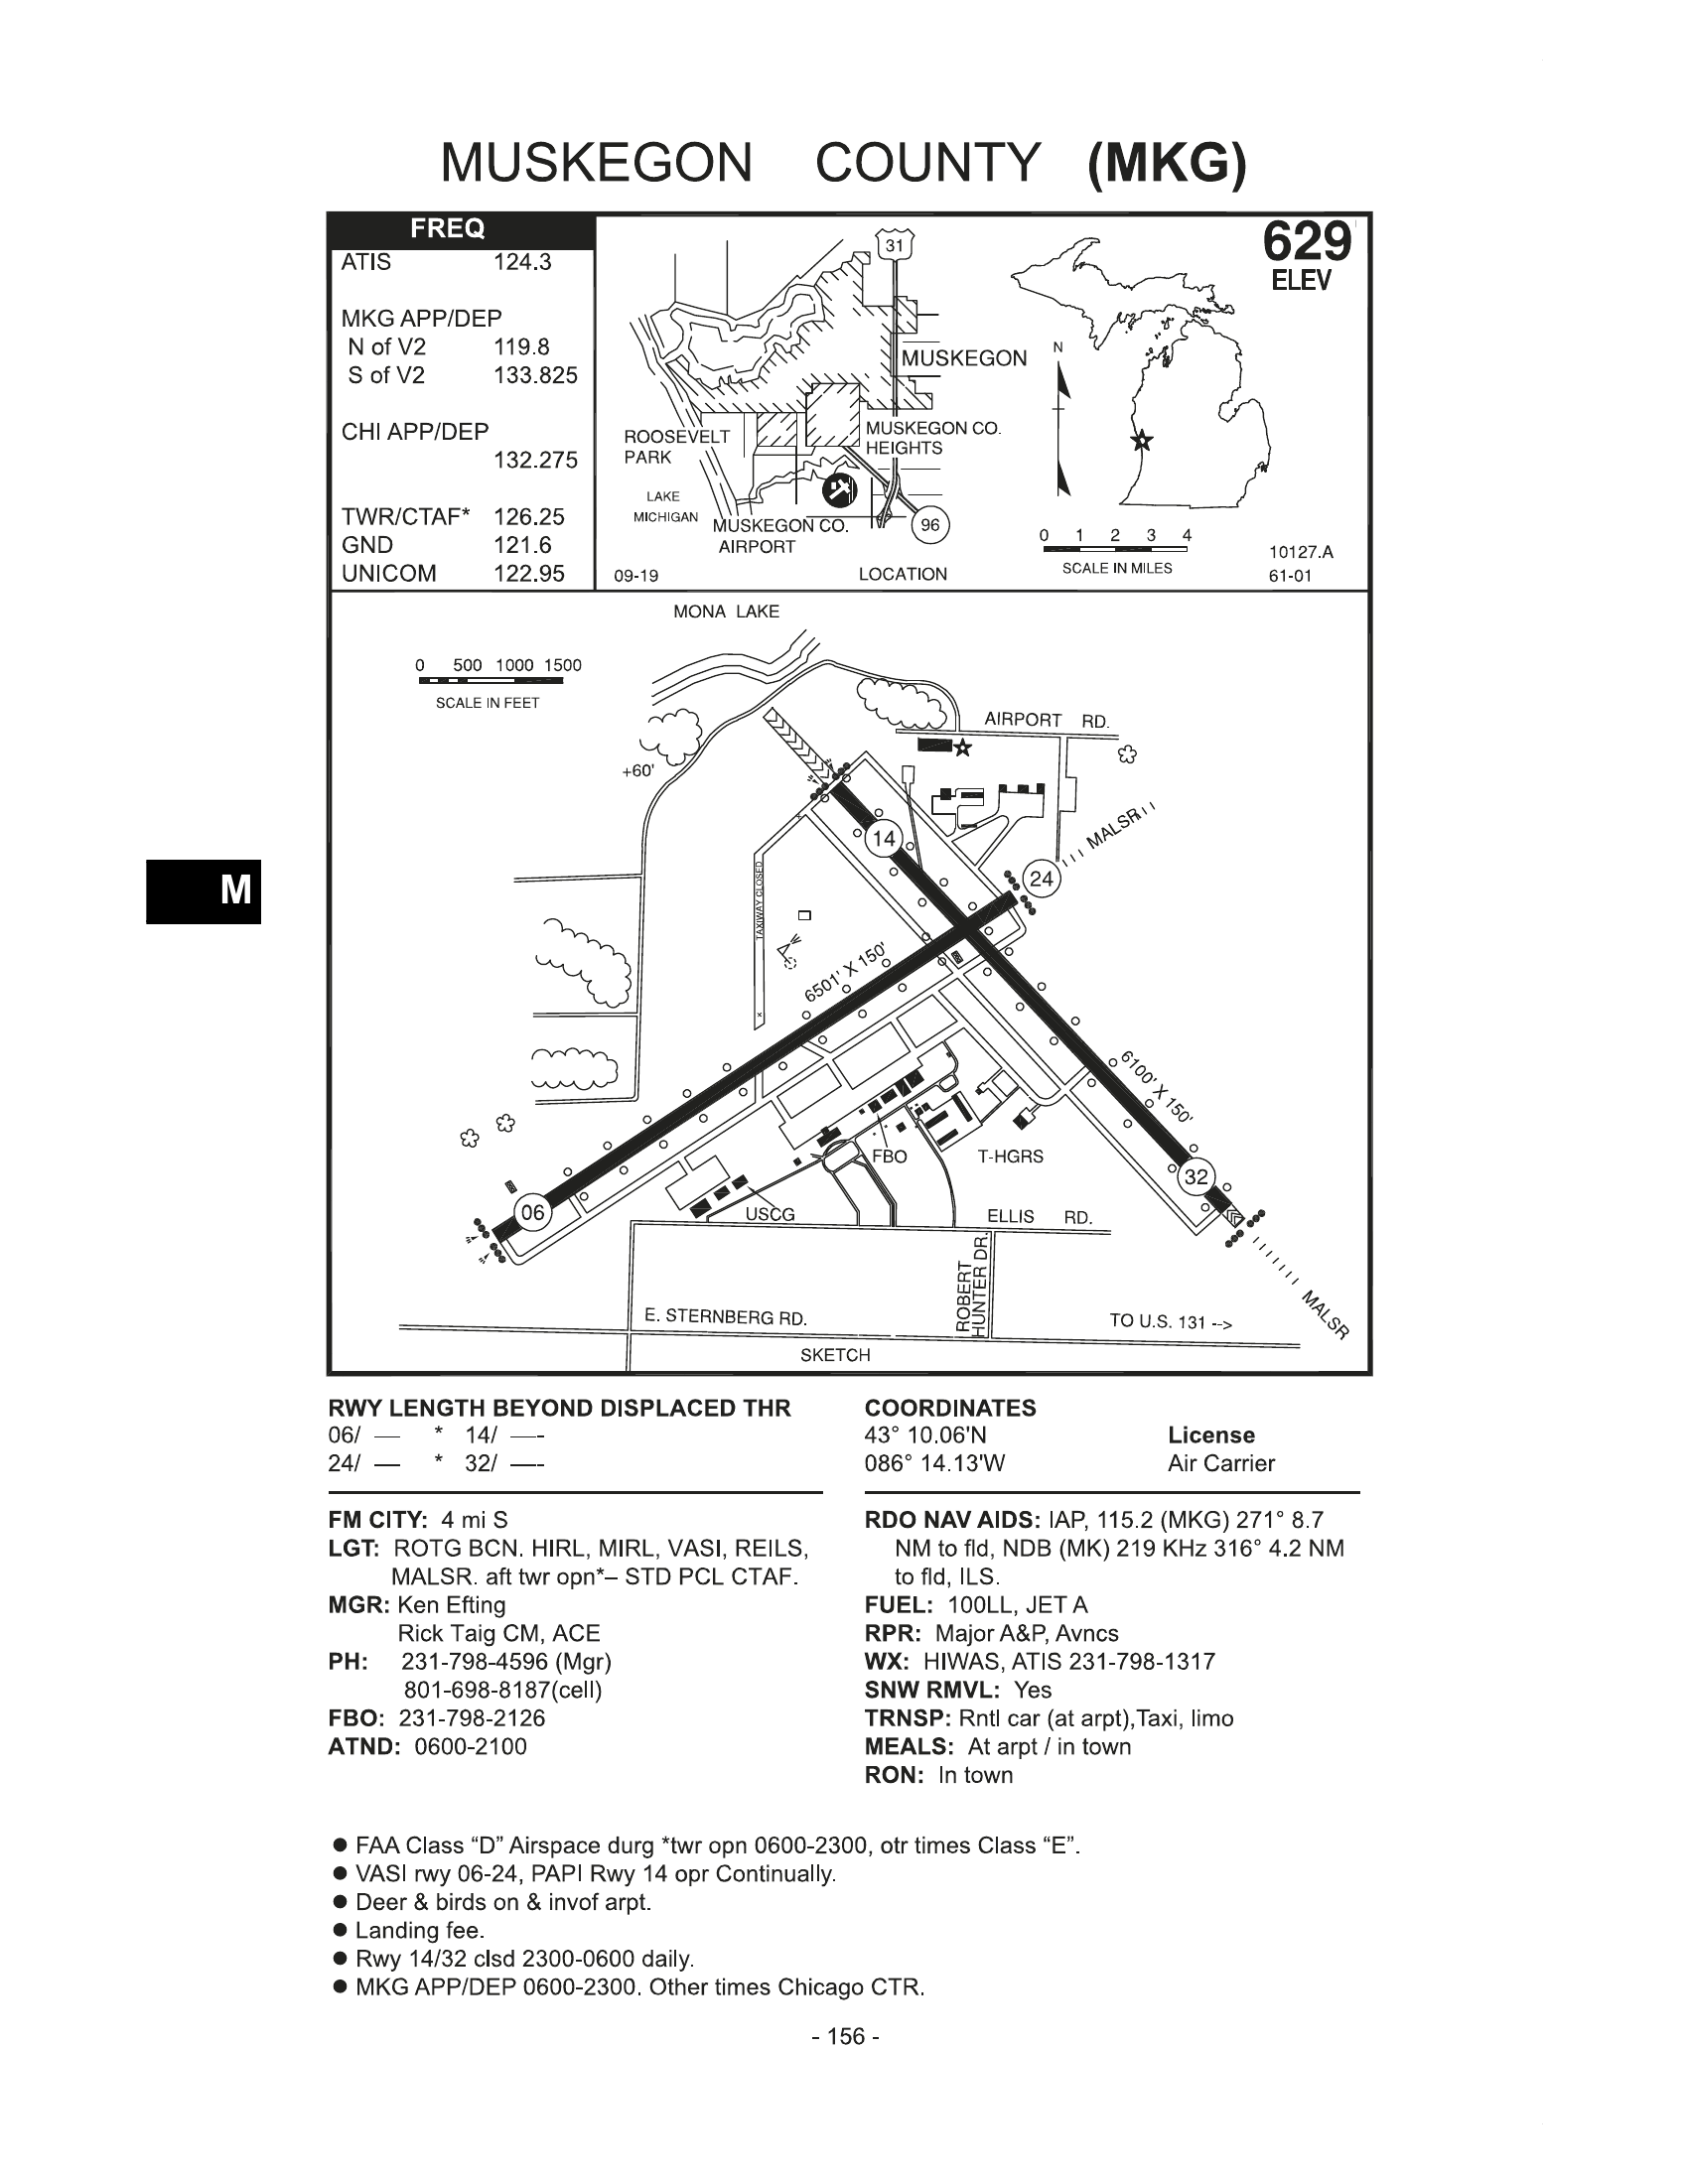 MUSKEGON COUNTY (MKG)
FREQ
ATIS 124.3
MKG APP/DEP
N of V2 119.8
S of V2 133.825
CHI APP/DEP
132.275
TWR/CTAF* 126.25
GND 121.6
UNICOM 122.95
31
MUSKEGON
MUSKEGON CO.
HEIGHTS
ROOSEVELT
PARK
LAKE
MICHIGAN
MUSKEGON CO.
AIRPORT
96
09-19
LOCATION
N
0 1 2 3 4
SCALE IN MILES
629
ELEV
10127.A
61-01
MONA LAKE
0 500 1000 1500
SCALE IN FEET
+60'
AIRPORT RD.
MALSR
14
24
TAXIWAY CLOSED
6501' X 150'
6100' X 150'
FBO
T-HGRS
32
06
USCG
ELLIS RD.
ROBERT
HUNTER DR.
E. STERNBERG RD.
TO U.S. 131 -->
MALSR
SKETCH
M
RWY LENGTH BEYOND DISPLACED THR
06/ — * 14/ —-
24/ — * 32/ —-
COORDINATES
43° 10.06'N
086° 14.13'W
License
Air Carrier
FM CITY: 4 mi S
LGT: ROTG BCN. HIRL, MIRL, VASI, REILS,
MALSR. aft twr opn*– STD PCL CTAF.
MGR: Ken Efting
Rick Taig CM, ACE
PH: 231-798-4596 (Mgr)
801-698-8187(cell)
FBO: 231-798-2126
ATND: 0600-2100
RDO NAV AIDS: IAP, 115.2 (MKG) 271° 8.7
NM to fld, NDB (MK) 219 KHz 316° 4.2 NM
to fld, ILS.
FUEL: 100LL, JET A
RPR: Major A&P, Avncs
WX: HIWAS, ATIS 231-798-1317
SNW RMVL: Yes
TRNSP: Rntl car (at arpt),Taxi, limo
MEALS: At arpt / in town
RON: In town
● FAA Class “D” Airspace durg *twr opn 0600-2300, otr times Class “E”.
● VASI rwy 06-24, PAPI Rwy 14 opr Continually.
● Deer & birds on & invof arpt.
● Landing fee.
● Rwy 14/32 clsd 2300-0600 daily.
● MKG APP/DEP 0600-2300. Other times Chicago CTR.
- 156 -